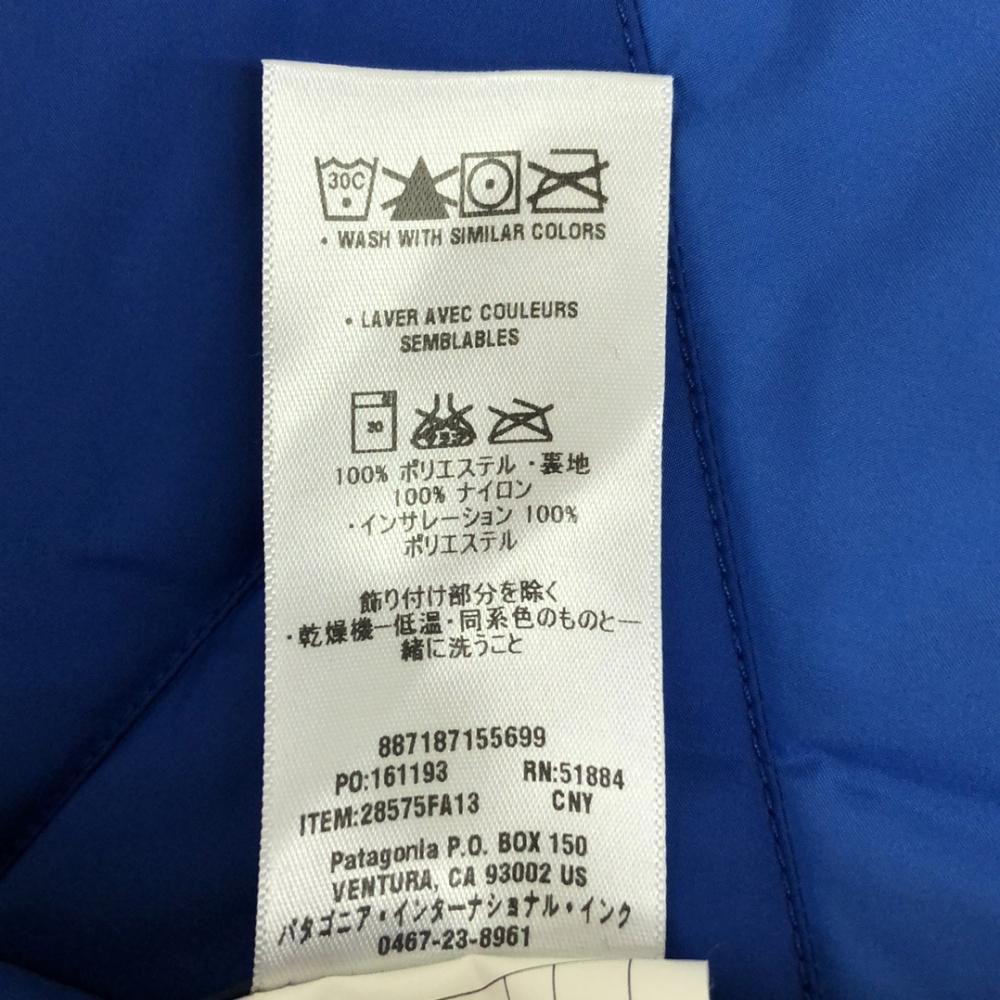 30C
• WASH WITH SIMILAR COLORS
• LAVER AVEC COULEURS
SEMBLABLES
30
100% ポリエステル・裏地
100% ナイロン
・インサレーション 100%
ポリエステル
飾り付け部分を除く
・乾燥機ー低温・同系色のものと一
緒に洗うこと
887187155699
PO:161193 RN:51884
ITEM:28575FA13 CNY
Patagonia P.O. BOX 150
VENTURA, CA 93002 US
パタゴニア・インターナショナル・インク
0467-23-8961